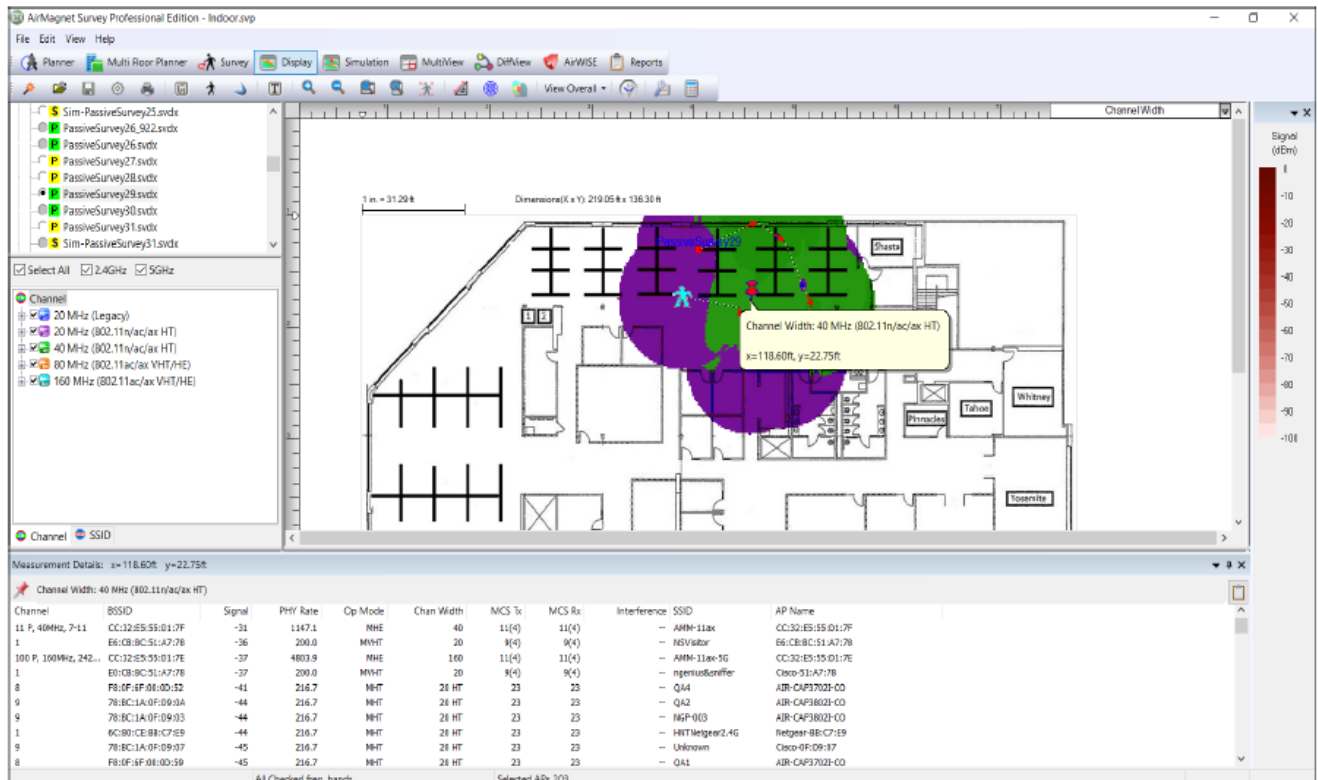 AirMagnet Survey Professional Edition - Indoor.svp
File Edit View Help
Planner Multi Floor Planner Survey Display Simulation MultiView DiffView AirWISE Reports
View Overall
Sim-PassiveSurvey25.svdx
PassiveSurvey26_922.svdx
PassiveSurvey26.svdx
PassiveSurvey27.svdx
PassiveSurvey28.svdx
PassiveSurvey29.svdx
PassiveSurvey30.svdx
PassiveSurvey31.svdx
Sim-PassiveSurvey31.svdx
Select All 2.4GHz 5GHz
Channel
20 MHz (Legacy)
20 MHz (802.11n/ac/ax HT)
40 MHz (802.11n/ac/ax HT)
80 MHz (802.11ac/ax VHT/HE)
160 MHz (802.11ac/ax VHT/HE)
Channel SSID
Channel Width
1 in. = 31.29 ft Dimensions(X x Y): 219.05 ft x 136.30 ft
PassiveSurvey29
Shasta
1 2
Channel Width: 40 MHz (802.11n/ac/ax HT)
x=118.60ft, y=22.75ft
Whitney
Tahoe
Pinnacles
Yosemite
Signal
(dBm)
-10
-20
-30
-40
-50
-60
-70
-80
-90
-100
Measurement Details: x=118.60ft y=22.75ft
Channel Width: 40 MHz (802.11n/ac/ax HT)
Channel BSSID Signal PHY Rate Op Mode Chan Width MCS Tx MCS Rx Interference SSID AP Name
11 P, 40MHz, 7-11 CC:32:E5:55:01:7F -31 1147.1 MHE 40 11(4) 11(4) -- AMM-11ax CC:32:E5:55:01:7F
1 E6:CB:BC:51:A7:78 -36 200.0 MVHT 20 9(4) 9(4) -- NSVisitor E6:CB:BC:51:A7:78
100 P, 160MHz, 242... CC:32:E5:55:01:7E -37 4803.9 MHE 160 11(4) 11(4) -- AMM-11ax-5G CC:32:E5:55:01:7E
1 E0:CB:BC:51:A7:78 -37 200.0 MVHT 20 9(4) 9(4) -- ngenius&sniffer Cisco-51:A7:78
8 F8:0F:6F:08:0D:52 -41 216.7 MHT 20 HT 23 23 -- QA4 AIR-CAP3702I-CO
9 78:BC:1A:0F:09:0A -44 216.7 MHT 20 HT 23 23 -- QA2 AIR-CAP3802I-CO
9 78:BC:1A:0F:09:03 -44 216.7 MHT 20 HT 23 23 -- NGP-003 AIR-CAP3802I-CO
1 6C:B0:CE:BB:C7:E9 -44 216.7 MHT 20 HT 23 23 -- HNTNetgear2.4G Netgear-BB:C7:E9
9 78:BC:1A:0F:09:07 -45 216.7 MHT 20 HT 23 23 -- Unknown Cisco-0F:09:07
8 F8:0F:6F:08:0D:59 -45 216.7 MHT 20 HT 23 23 -- QA1 AIR-CAP3702I-CO
All Checked freq. bands Selected APs 203